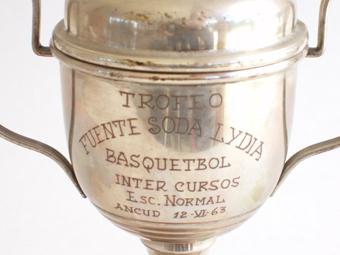 TROFEO
FUENTE SODA LYDIA
BASQUETBOL
INTER CURSOS
ESC. NORMAL
ANCUD 12-VI-63